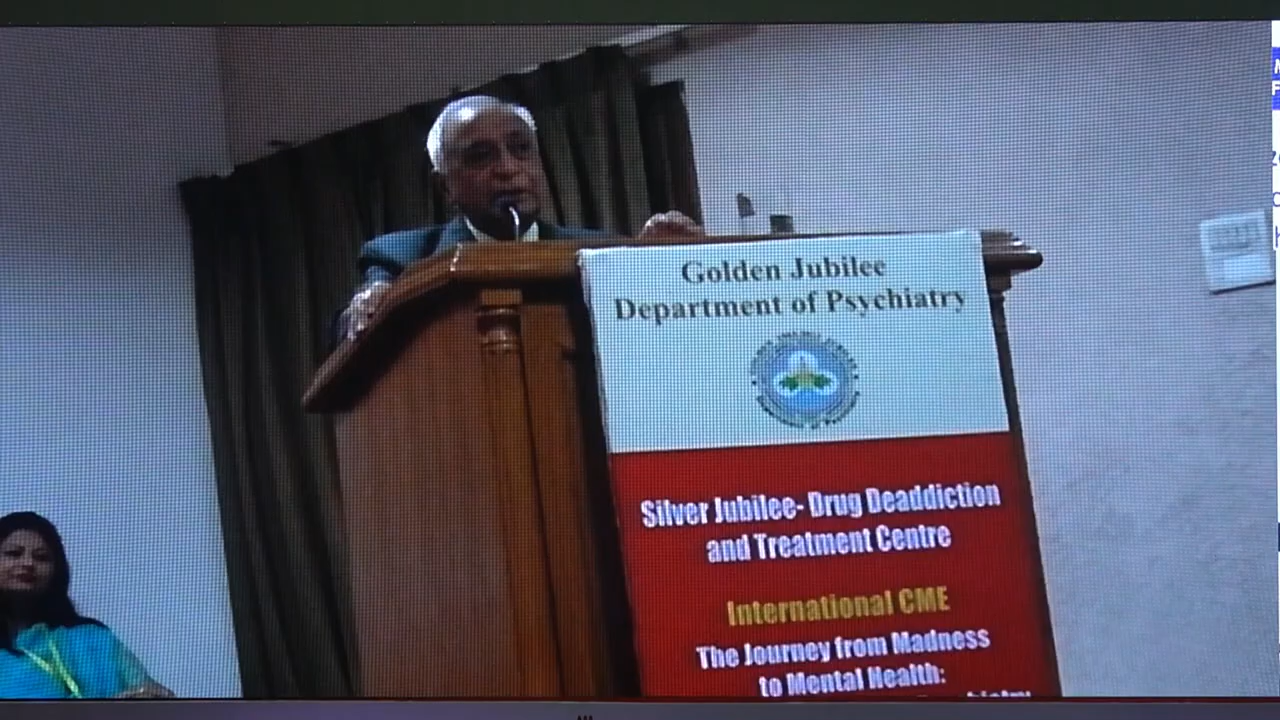 Golden Jubilee
Department of Psychiatry
Silver Jubilee- Drug Deaddiction
and Treatment Centre
International CME
The Journey from Madness
to Mental Health: